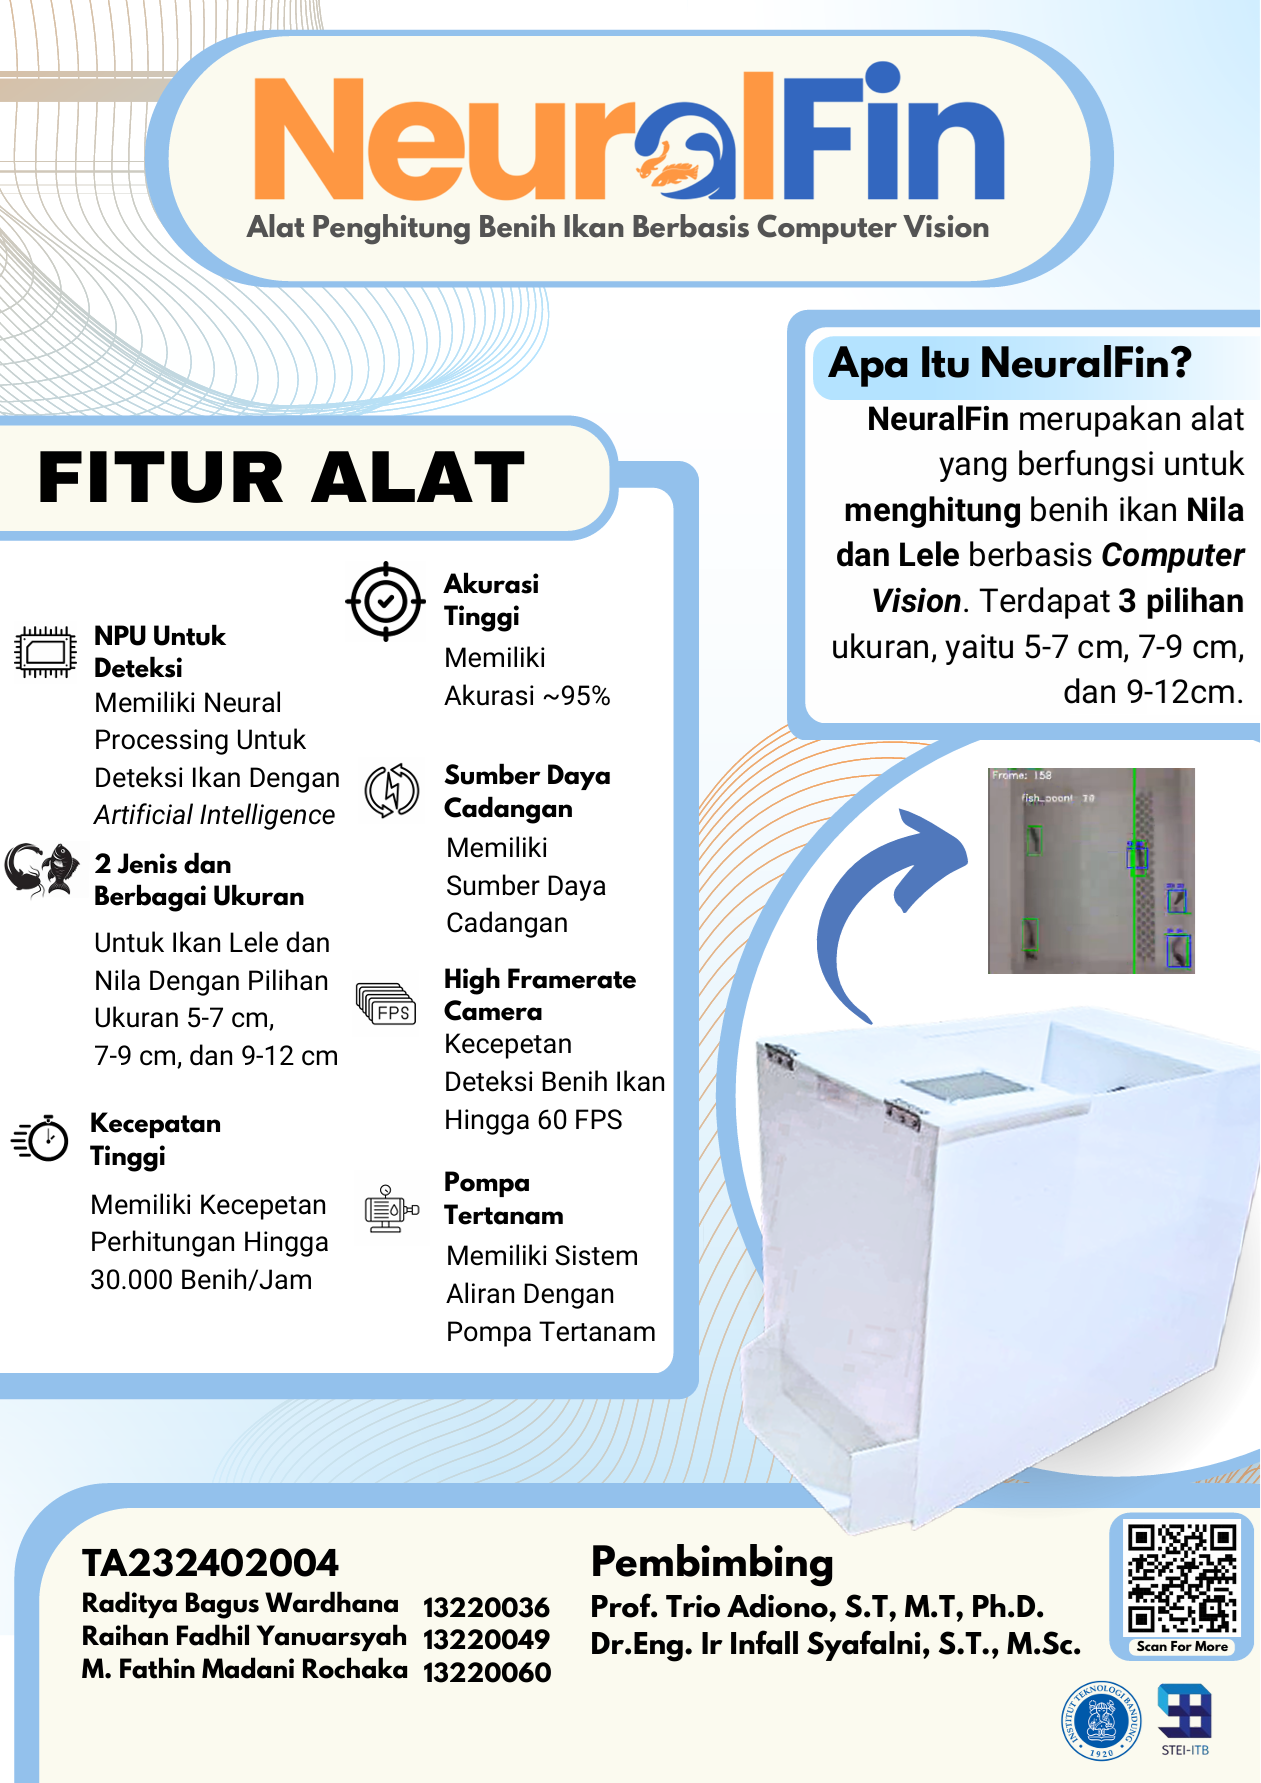 NeuralFin
Alat Penghitung Benih Ikan Berbasis Computer Vision
Apa Itu NeuralFin?
NeuralFin merupakan alat
yang berfungsi untuk
menghitung benih ikan Nila
dan Lele berbasis Computer
Vision. Terdapat 3 pilihan
ukuran, yaitu 5-7 cm, 7-9 cm,
dan 9-12cm.
FITUR ALAT
NPU Untuk
Deteksi
Memiliki Neural
Processing Untuk
Deteksi Ikan Dengan
Artificial Intelligence
2 Jenis dan
Berbagai Ukuran
Untuk Ikan Lele dan
Nila Dengan Pilihan
Ukuran 5-7 cm,
7-9 cm, dan 9-12 cm
Kecepatan
Tinggi
Memiliki Kecepetan
Perhitungan Hingga
30.000 Benih/Jam
Akurasi
Tinggi
Memiliki
Akurasi ~95%
Sumber Daya
Cadangan
Memiliki
Sumber Daya
Cadangan
FPS
High Framerate
Camera
Kecepetan
Deteksi Benih Ikan
Hingga 60 FPS
Pompa
Tertanam
Memiliki Sistem
Aliran Dengan
Pompa Tertanam
Frame: 158
TA232402004
Raditya Bagus Wardhana 13220036
Raihan Fadhil Yanuarsyah 13220049
M. Fathin Madani Rochaka 13220060
Pembimbing
Prof. Trio Adiono, S.T, M.T, Ph.D.
Dr.Eng. Ir Infall Syafalni, S.T., M.Sc.
Scan For More
INSTITUT TEKNOLOGI BANDUNG
1920
STEI-ITB